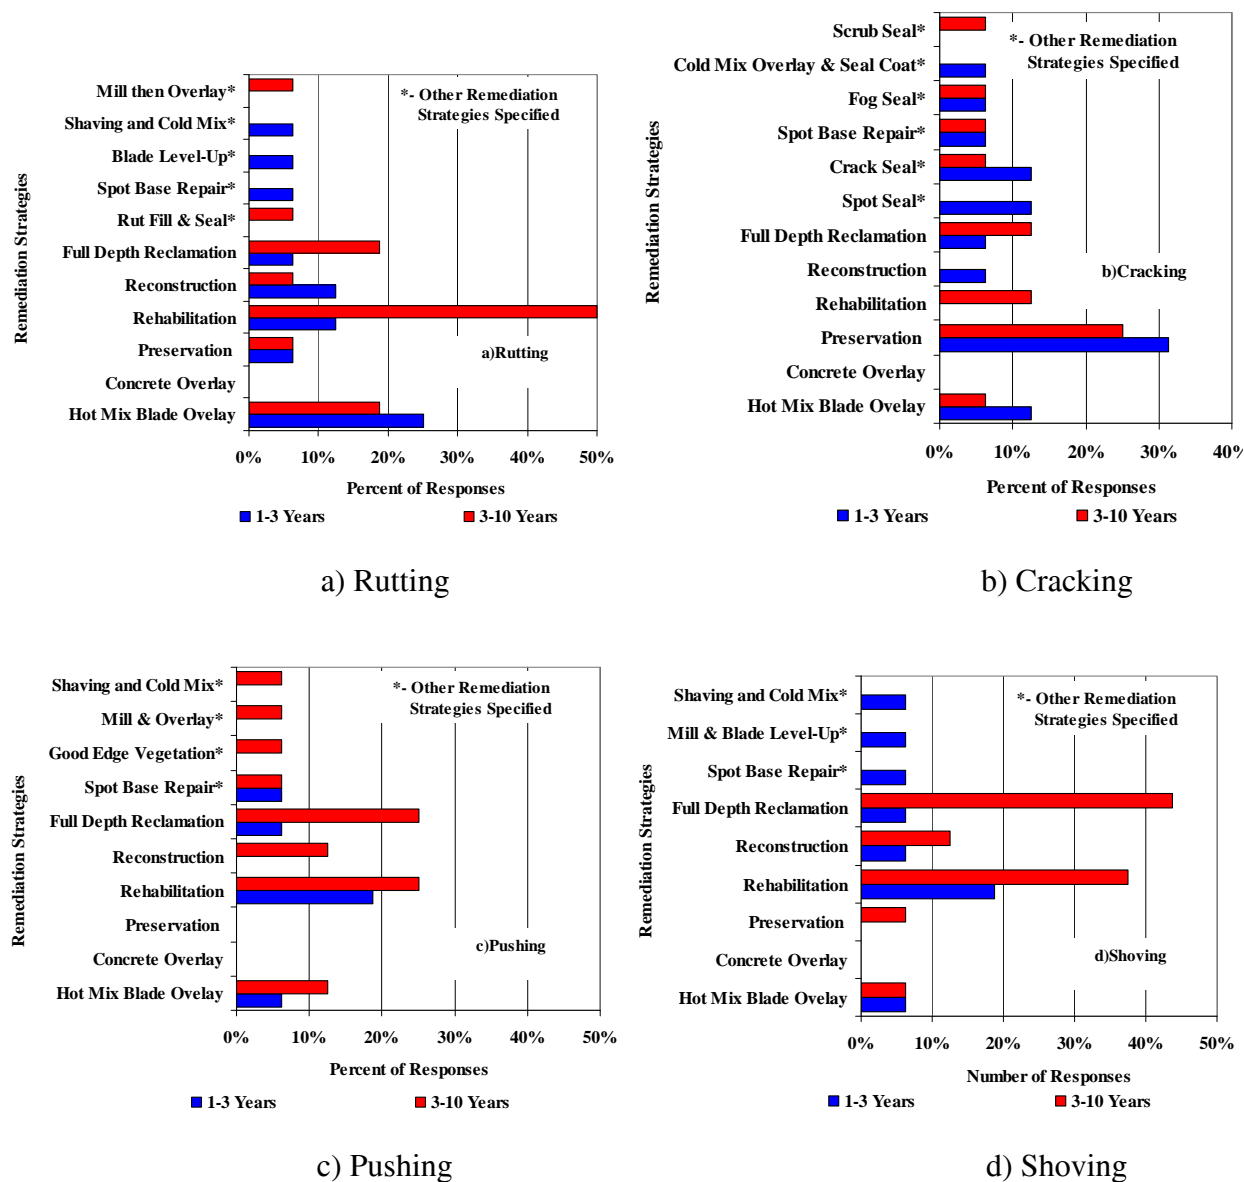 Remediation Strategies
Mill then Overlay*
Shaving and Cold Mix*
Blade Level-Up*
Spot Base Repair*
Rut Fill & Seal*
Full Depth Reclamation
Reconstruction
Rehabilitation
Preservation
Concrete Overlay
Hot Mix Blade Ovelay
*- Other Remediation
Strategies Specified
a)Rutting
0% 10% 20% 30% 40% 50%
Percent of Responses
1-3 Years 3-10 Years
a) Rutting
Remediation Strategies
Scrub Seal*
Cold Mix Overlay & Seal Coat*
Fog Seal*
Spot Base Repair*
Crack Seal*
Spot Seal*
Full Depth Reclamation
Reconstruction
Rehabilitation
Preservation
Concrete Overlay
Hot Mix Blade Ovelay
*- Other Remediation
Strategies Specified
b)Cracking
0% 10% 20% 30% 40%
Percent of Responses
1-3 Years 3-10 Years
b) Cracking
Remediation Strategies
Shaving and Cold Mix*
Mill & Overlay*
Good Edge Vegetation*
Spot Base Repair*
Full Depth Reclamation
Reconstruction
Rehabilitation
Preservation
Concrete Overlay
Hot Mix Blade Ovelay
*- Other Remediation
Strategies Specified
c)Pushing
0% 10% 20% 30% 40% 50%
Percent of Responses
1-3 Years 3-10 Years
c) Pushing
Remediation Strategies
Shaving and Cold Mix*
Mill & Blade Level-Up*
Spot Base Repair*
Full Depth Reclamation
Reconstruction
Rehabilitation
Preservation
Concrete Overlay
Hot Mix Blade Ovelay
*- Other Remediation
Strategies Specified
d)Shoving
0% 10% 20% 30% 40% 50%
Number of Responses
1-3 Years 3-10 Years
d) Shoving